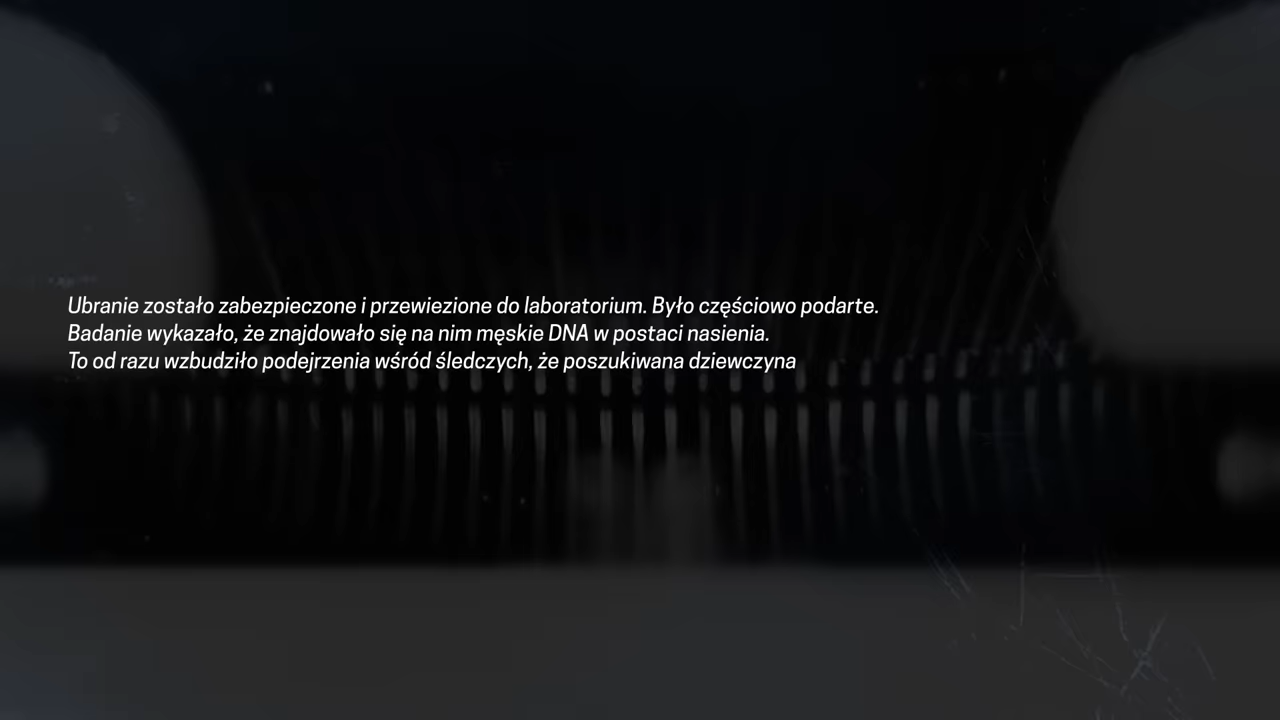 Ubranie zostało zabezpieczone i przewiezione do laboratorium. Było częściowo podarte.
Badanie wykazało, że znajdowało się na nim męskie DNA w postaci nasienia.
To od razu wzbudziło podejrzenia wśród śledczych, że poszukiwana dziewczyna